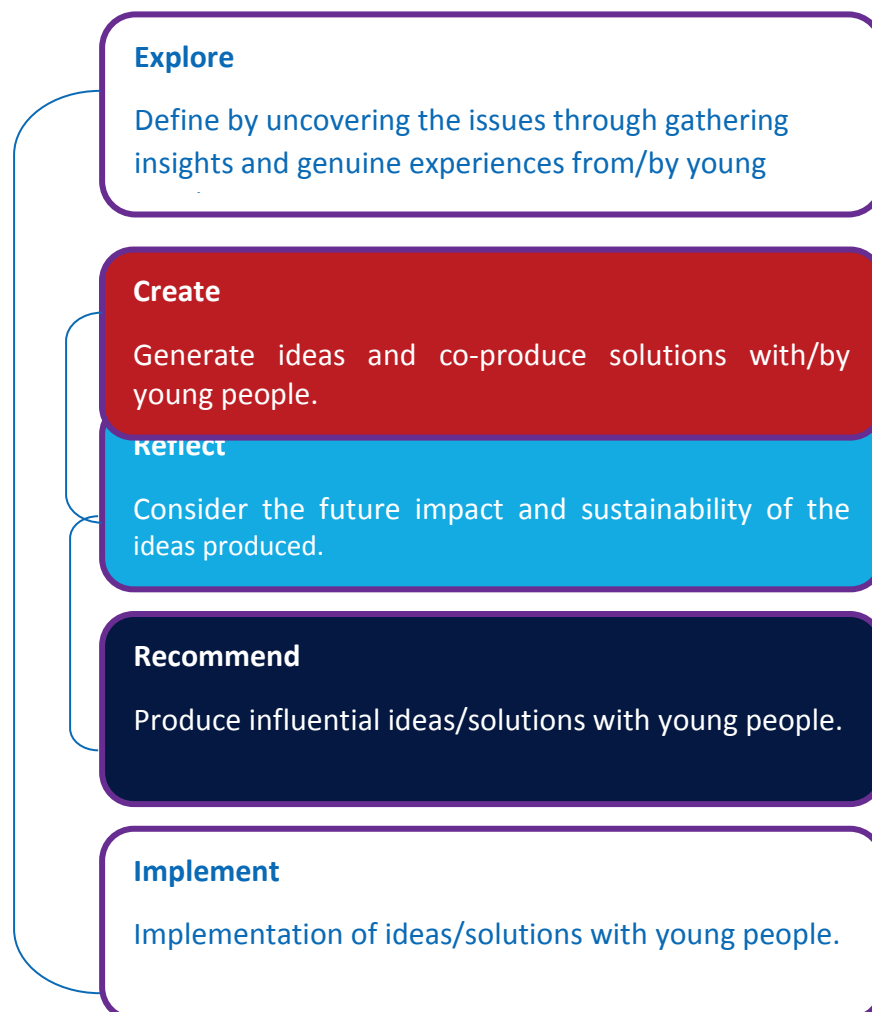 Explore
Define by uncovering the issues through gathering
insights and genuine experiences from/by young
Create
Generate ideas and co-produce solutions with/by
young people.
Reflect
Consider the future impact and sustainability of the
ideas produced.
Recommend
Produce influential ideas/solutions with young people.
Implement
Implementation of ideas/solutions with young people.